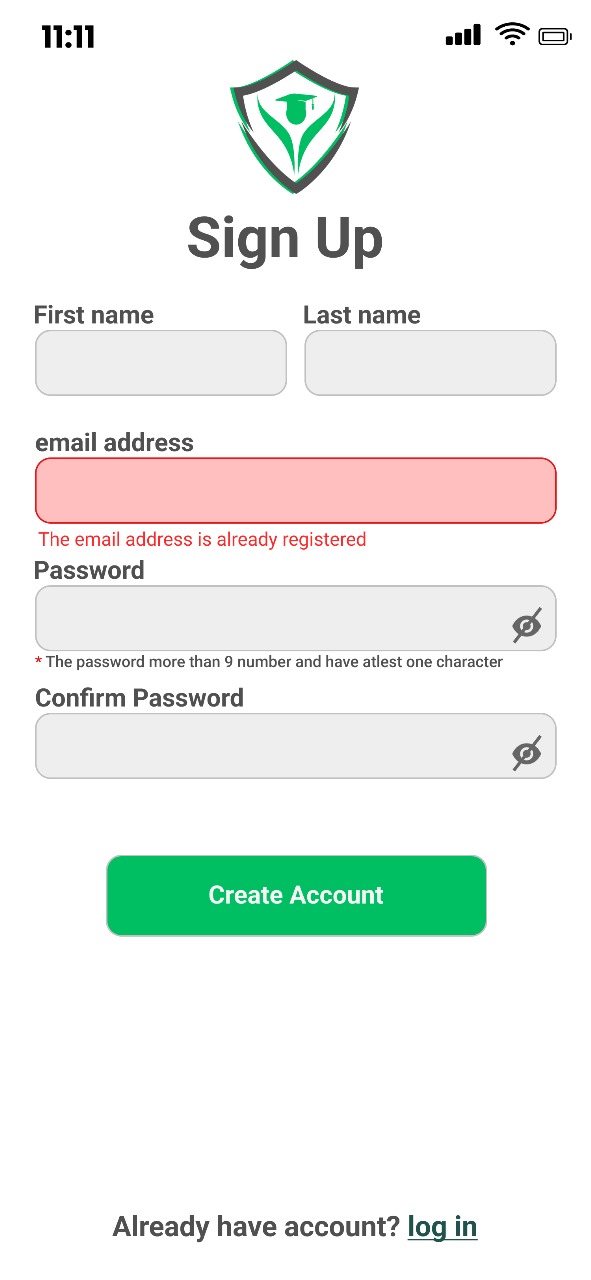 11:11
Sign Up
First name Last name
email address
The email address is already registered
Password
* The password more than 9 number and have atlest one character
Confirm Password
Create Account
Already have account? log in